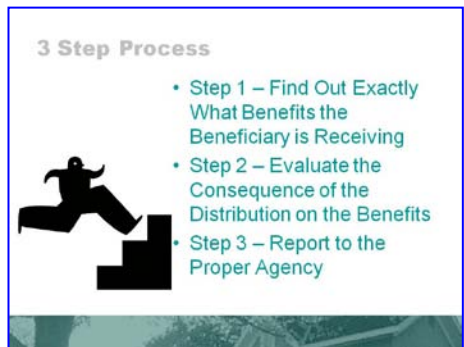 3 Step Process
• Step 1 – Find Out Exactly
What Benefits the
Beneficiary is Receiving
• Step 2 – Evaluate the
Consequence of the
Distribution on the Benefits
• Step 3 – Report to the
Proper Agency